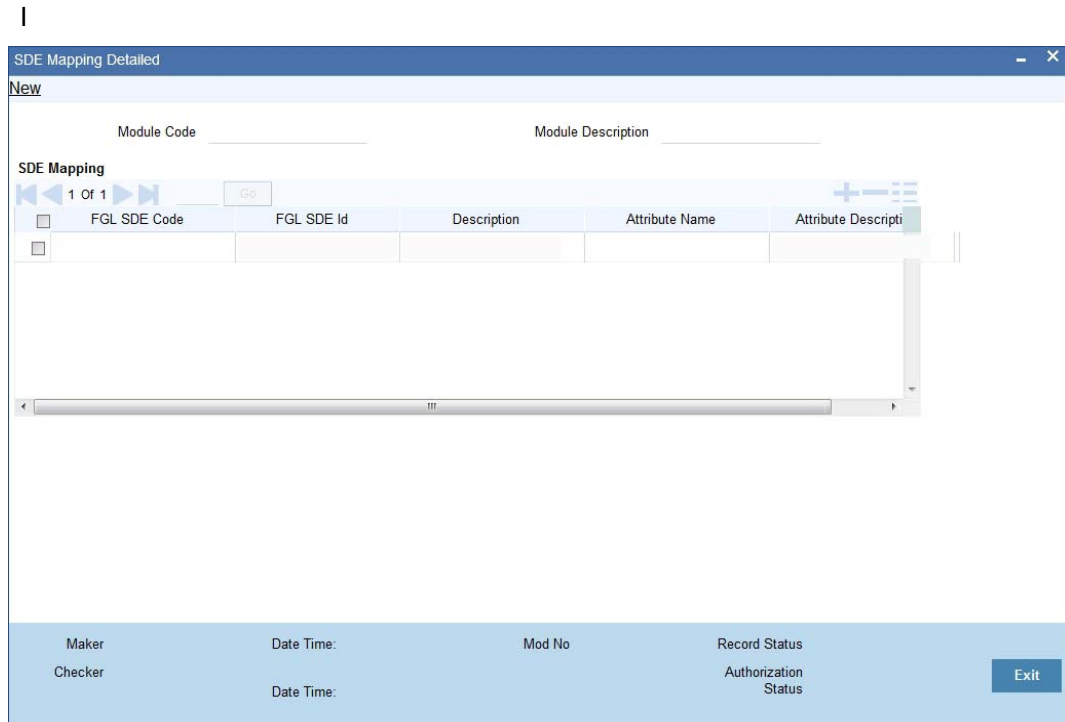 I
SDE Mapping Detailed
New
Module Code
Module Description
SDE Mapping
1 Of 1
Go
FGL SDE Code FGL SDE Id Description Attribute Name Attribute Descripti
Maker Date Time: Mod No Record Status
Checker Date Time: Authorization Status
Exit